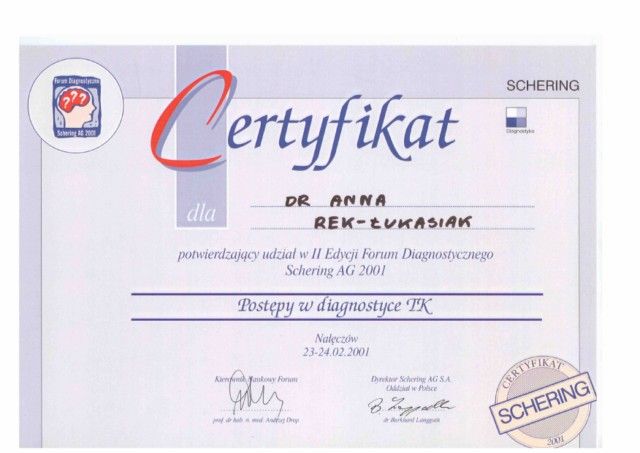 Forum Diagnostyczne
???
Schering AG 2001
SCHERING
Diagnostyka
Certyfikat
dla
DR ANNA
REK-ŁUKASIAK
potwierdzający udział w II Edycji Forum Diagnostycznego
Schering AG 2001
Postępy w diagnostyce TK
Nałęczów
23-24.02.2001
Kierownik Naukowy Forum
prof. dr hab. n. med. Andrzej Drop
Dyrektor Schering AG S.A.
Oddział w Polsce
dr Burkhard
CERTYFIKAT
SCHERING
2001